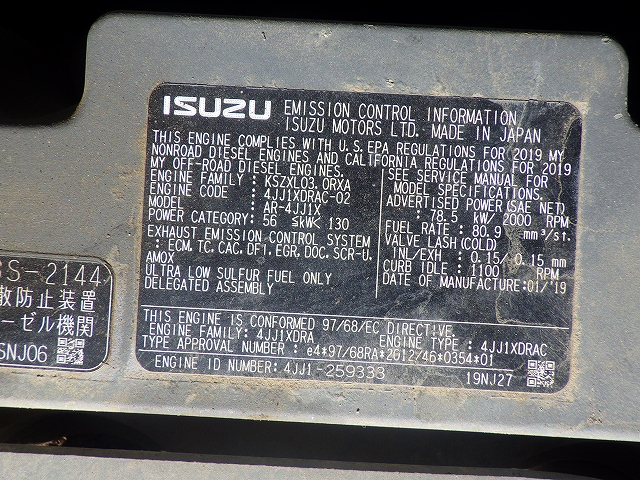 ISUZU EMISSION CONTROL INFORMATION
ISUZU MOTORS LTD. MADE IN JAPAN
THIS ENGINE COMPLIES WITH U.S.EPA REGULATIONS FOR 2019 MY
NONROAD DIESEL ENGINES AND CALIFORNIA REGULATIONS FOR 2019
MY OFF-ROAD DIESEL ENGINES.
ENGINE FAMILY : KSZXL03.0RXA
ENGINE CODE : 4JJ1XDRAC-02
MODEL : AR-4JJ1X
POWER CATEGORY: 56 ≤kW< 130
EXHAUST EMISSION CONTROL SYSTEM
: ECM,TC,CAC,DFI,EGR,DOC,SCR-U,
AMOX
ULTRA LOW SULFUR FUEL ONLY
DELEGATED ASSEMBLY
SEE SERVICE MANUAL FOR
MODEL SPECIFICATIONS.
ADVERTISED POWER(SAE NET)
: 78.5 kW/ 2000 RPM
FUEL RATE: 80.9 mm³/st.
VALVE LASH(COLD)
INL/EXH : 0.15/ 0.15 mm
CURB IDLE : 1100 RPM
DATE OF MANUFACTURE:01/'19
THIS ENGINE IS CONFORMED 97/68/EC DIRECTIVE.
ENGINE FAMILY: 4JJ1XDRA ENGINE TYPE : 4JJ1XDRAC
TYPE APPROVAL NUMBER : e4*97/68RA*2612/46*0354*01
ENGINE ID NUMBER: 4JJ1-259333 19NJ27
S-2144
散防止装置
ーゼル機関
SNJ06